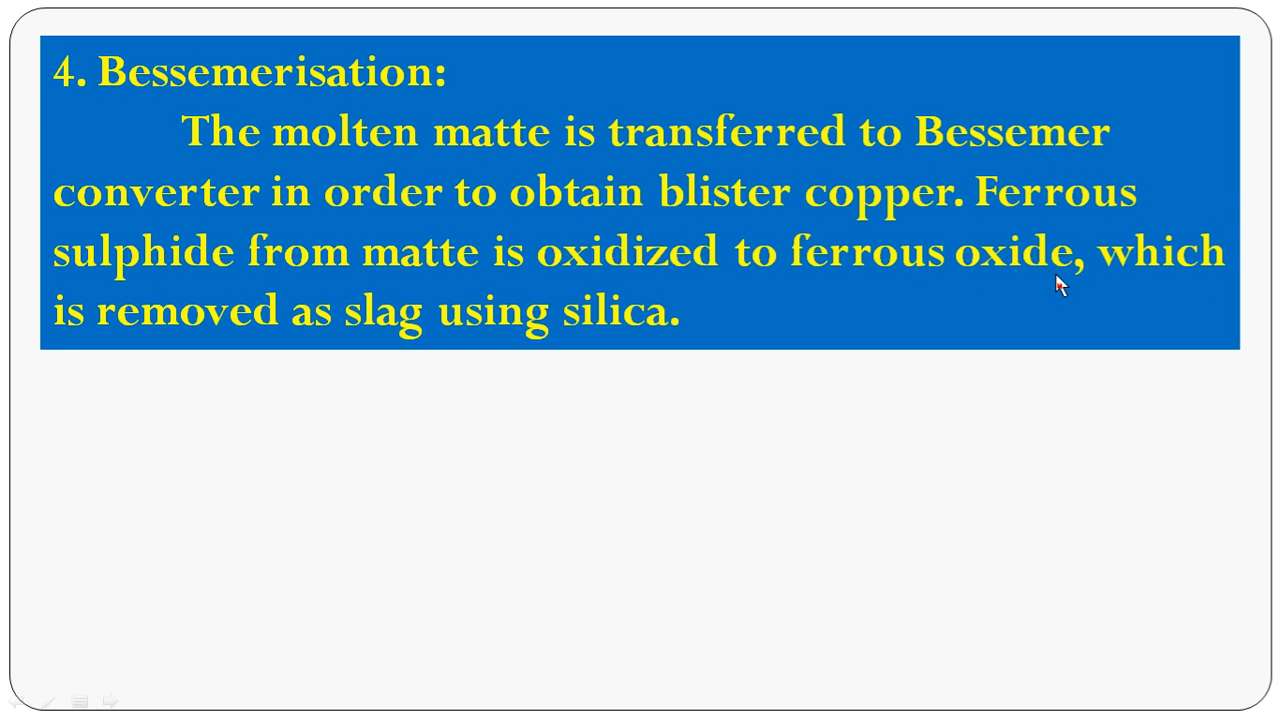 4. Bessemerisation:
The molten matte is transferred to Bessemer
converter in order to obtain blister copper. Ferrous
sulphide from matte is oxidized to ferrous oxide, which
is removed as slag using silica.